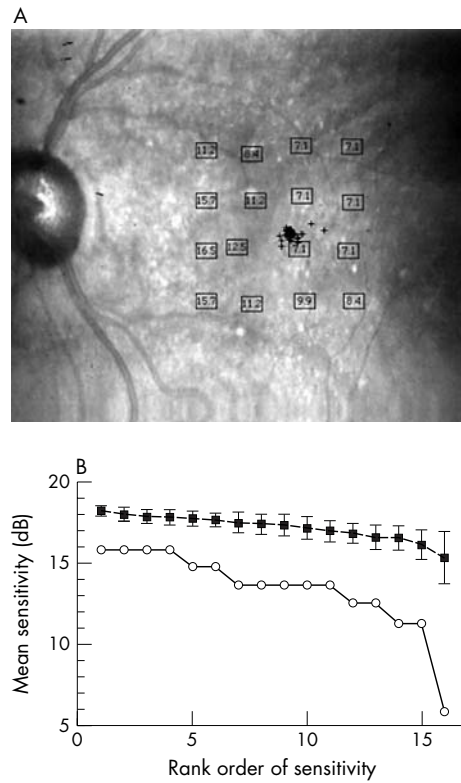 A
11.2 8.4 7.1 7.1
15.7 11.2 7.1 7.1
16.5 12.5 7.1 7.1
15.7 11.2 9.9 8.4
B
20
15
10
5
Mean sensitivity (dB)
0 5 10 15
Rank order of sensitivity